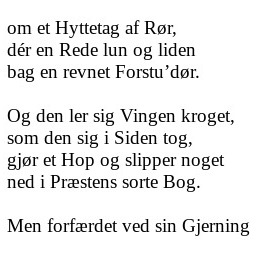 om et Hyttetag af Rør,
dér en Rede lun og liden
bag en revnet Forstu’dør.

Og den ler sig Vingen kroget,
som den sig i Siden tog,
gjør et Hop og slipper noget
ned i Præstens sorte Bog.

Men forfærdet ved sin Gjerning